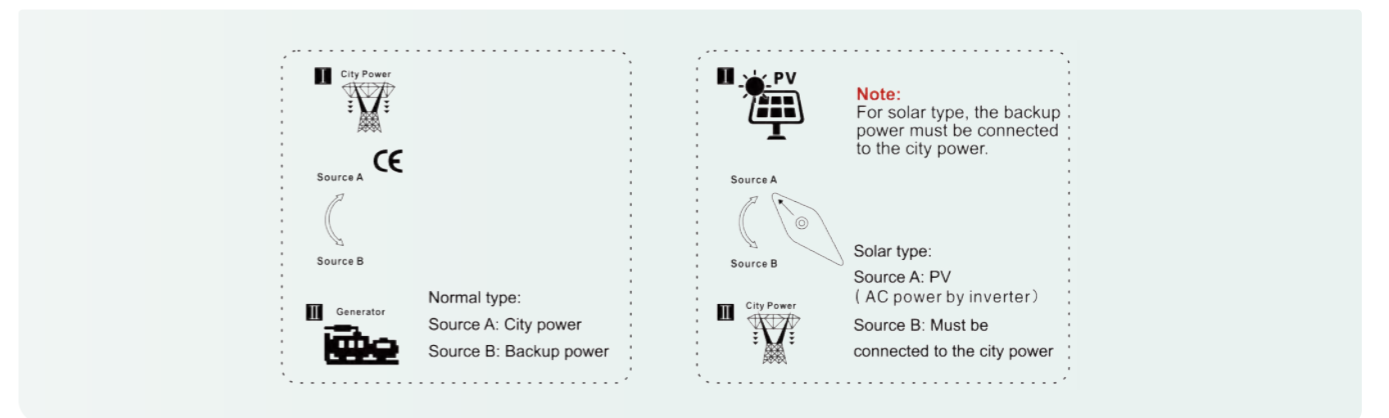 I
City Power
CE
Source A
Source B
II
Generator
Normal type:
Source A: City power
Source B: Backup power
I
PV
Note:
For solar type, the backup
power must be connected
to the city power.
Source A
Source B
II
City Power
Solar type:
Source A: PV
( AC power by inverter）
Source B: Must be
connected to the city power